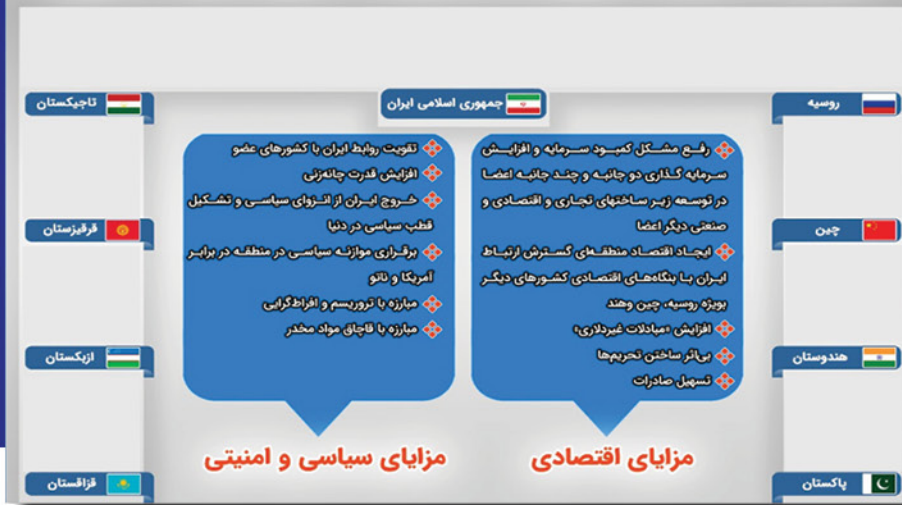 جمهوری اسلامی ایران
روسیه
چین
هندوستان
پاکستان
رفع مشکل کمبود سرمایه و افزایش
سرمایه گذاری دو جانبه و چند جانبه اعضا
در توسعه زیر ساختهای تجاری و اقتصادی و
صنعتی دیگر اعضا
ایجاد اقتصاد منطقه‌ای گسترش ارتباط
ایران با بنگاه‌های اقتصادی کشورهای دیگر
بویژه روسیه، چین وهند
افزایش «مبادلات غیردلاری»
بی‌اثر ساختن تحریم‌ها
تسهیل صادرات
مزایای اقتصادی
تقویت روابط ایران با کشورهای عضو
افزایش قدرت چانه‌زنی
خروج ایران از انزوای سیاسی و تشکیل
قطب سیاسی در دنیا
برقراری موازنه سیاسی در منطقه در برابر
آمریکا و ناتو
مبارزه با تروریسم و افراط‌گرایی
مبارزه با قاچاق مواد مخدر
مزایای سیاسی و امنیتی
تاجیکستان
قرقیزستان
ازبکستان
قزاقستان